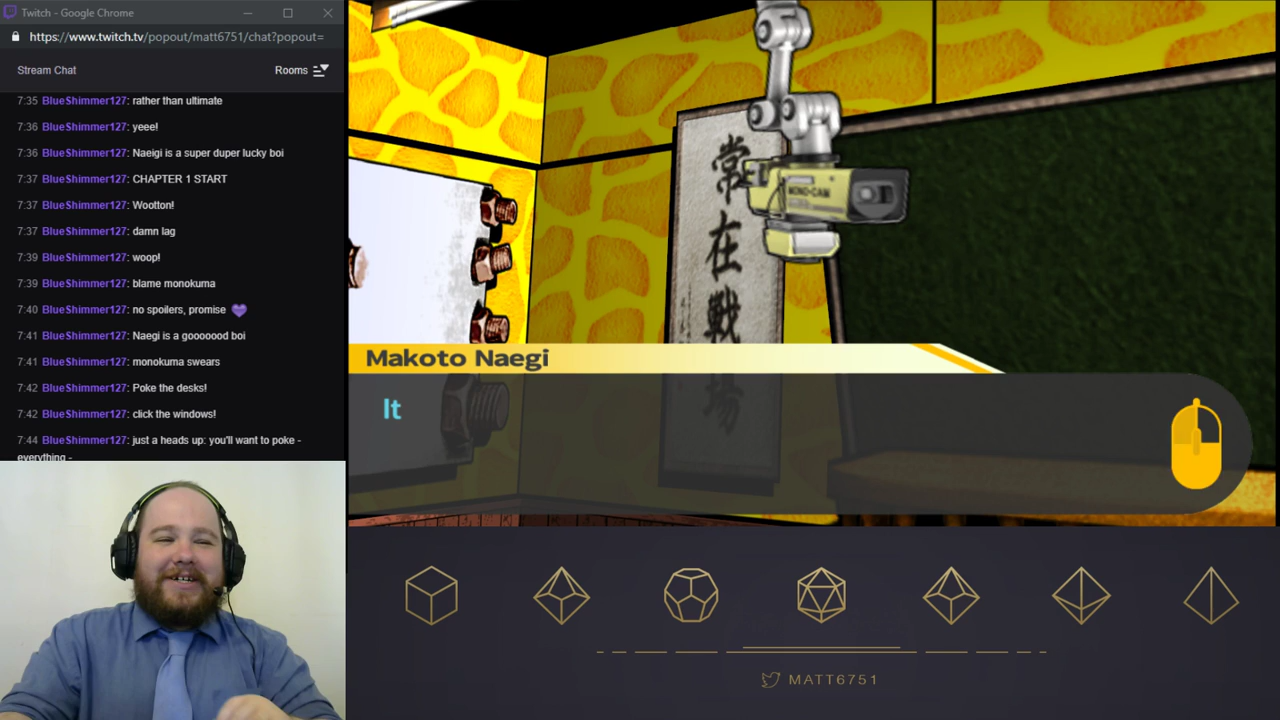 Twitch - Google Chrome
https://www.twitch.tv/popout/matt6751/chat?popout=
Stream Chat
Rooms
7:35 BlueShimmer127: rather than ultimate
7:36 BlueShimmer127: yeee!
7:36 BlueShimmer127: Naeigi is a super duper lucky boi
7:37 BlueShimmer127: CHAPTER 1 START
7:37 BlueShimmer127: Wootton!
7:37 BlueShimmer127: damn lag
7:39 BlueShimmer127: woop!
7:39 BlueShimmer127: blame monokuma
7:40 BlueShimmer127: no spoilers, promise
7:41 BlueShimmer127: Naegi is a gooooood boi
7:41 BlueShimmer127: monokuma swears
7:42 BlueShimmer127: Poke the desks!
7:42 BlueShimmer127: click the windows!
7:44 BlueShimmer127: just a heads up: you'll want to poke -
everything -
常在戦場
MONO-CAM
Makoto Naegi
It
MATT6751